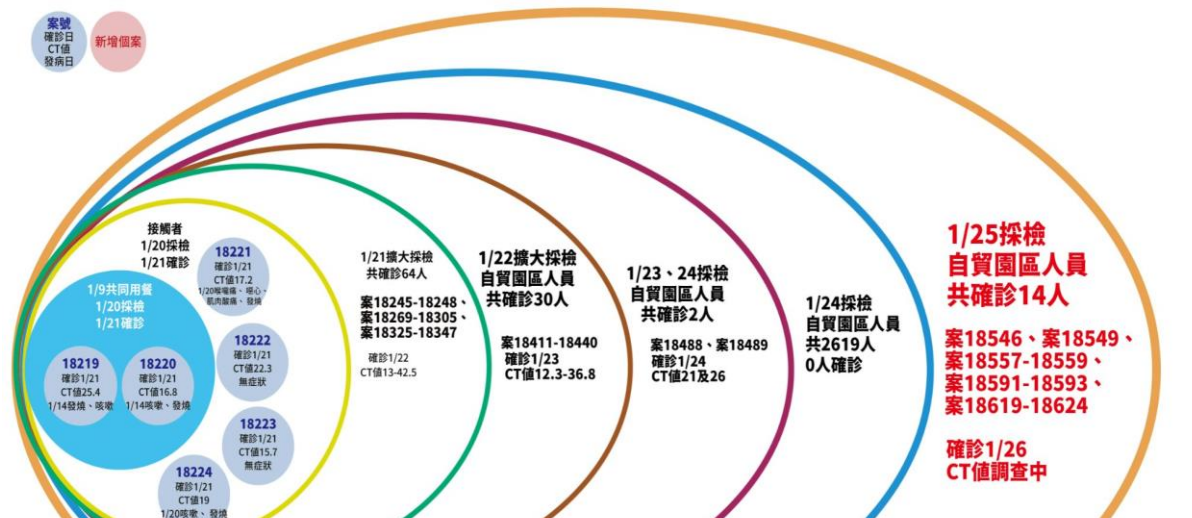 案號
確診日
CT值
發病日
新增個案
接觸者
1/20採檢
1/21確診
1/9共同用餐
1/20採檢
1/21確診
18219
確診1/21
CT值25.4
1/14發燒、咳嗽
18220
確診1/21
CT值16.8
1/14咳嗽、發燒
18221
確診1/21
CT值17.2
1/20喉嚨痛、噁心、
肌肉酸痛、發燒
18222
確診1/21
CT值22.3
無症狀
18223
確診1/21
CT值15.7
無症狀
18224
確診1/21
CT值19
1/20咳嗽、發燒
1/21擴大採檢
共確診64人
案18245-18248、
案18269-18305、
案18325-18347
確診1/22
CT值13-42.5
1/22擴大採檢
自貿園區人員
共確診30人
案18411-18440
確診1/23
CT值12.3-36.8
1/23、24採檢
自貿園區人員
共確診2人
案18488、案18489
確診1/24
CT值21及26
1/24採檢
自貿園區人員
共2619人
0人確診
1/25採檢
自貿園區人員
共確診14人
案18546、案18549、
案18557-18559、
案18591-18593、
案18619-18624
確診1/26
CT值調查中